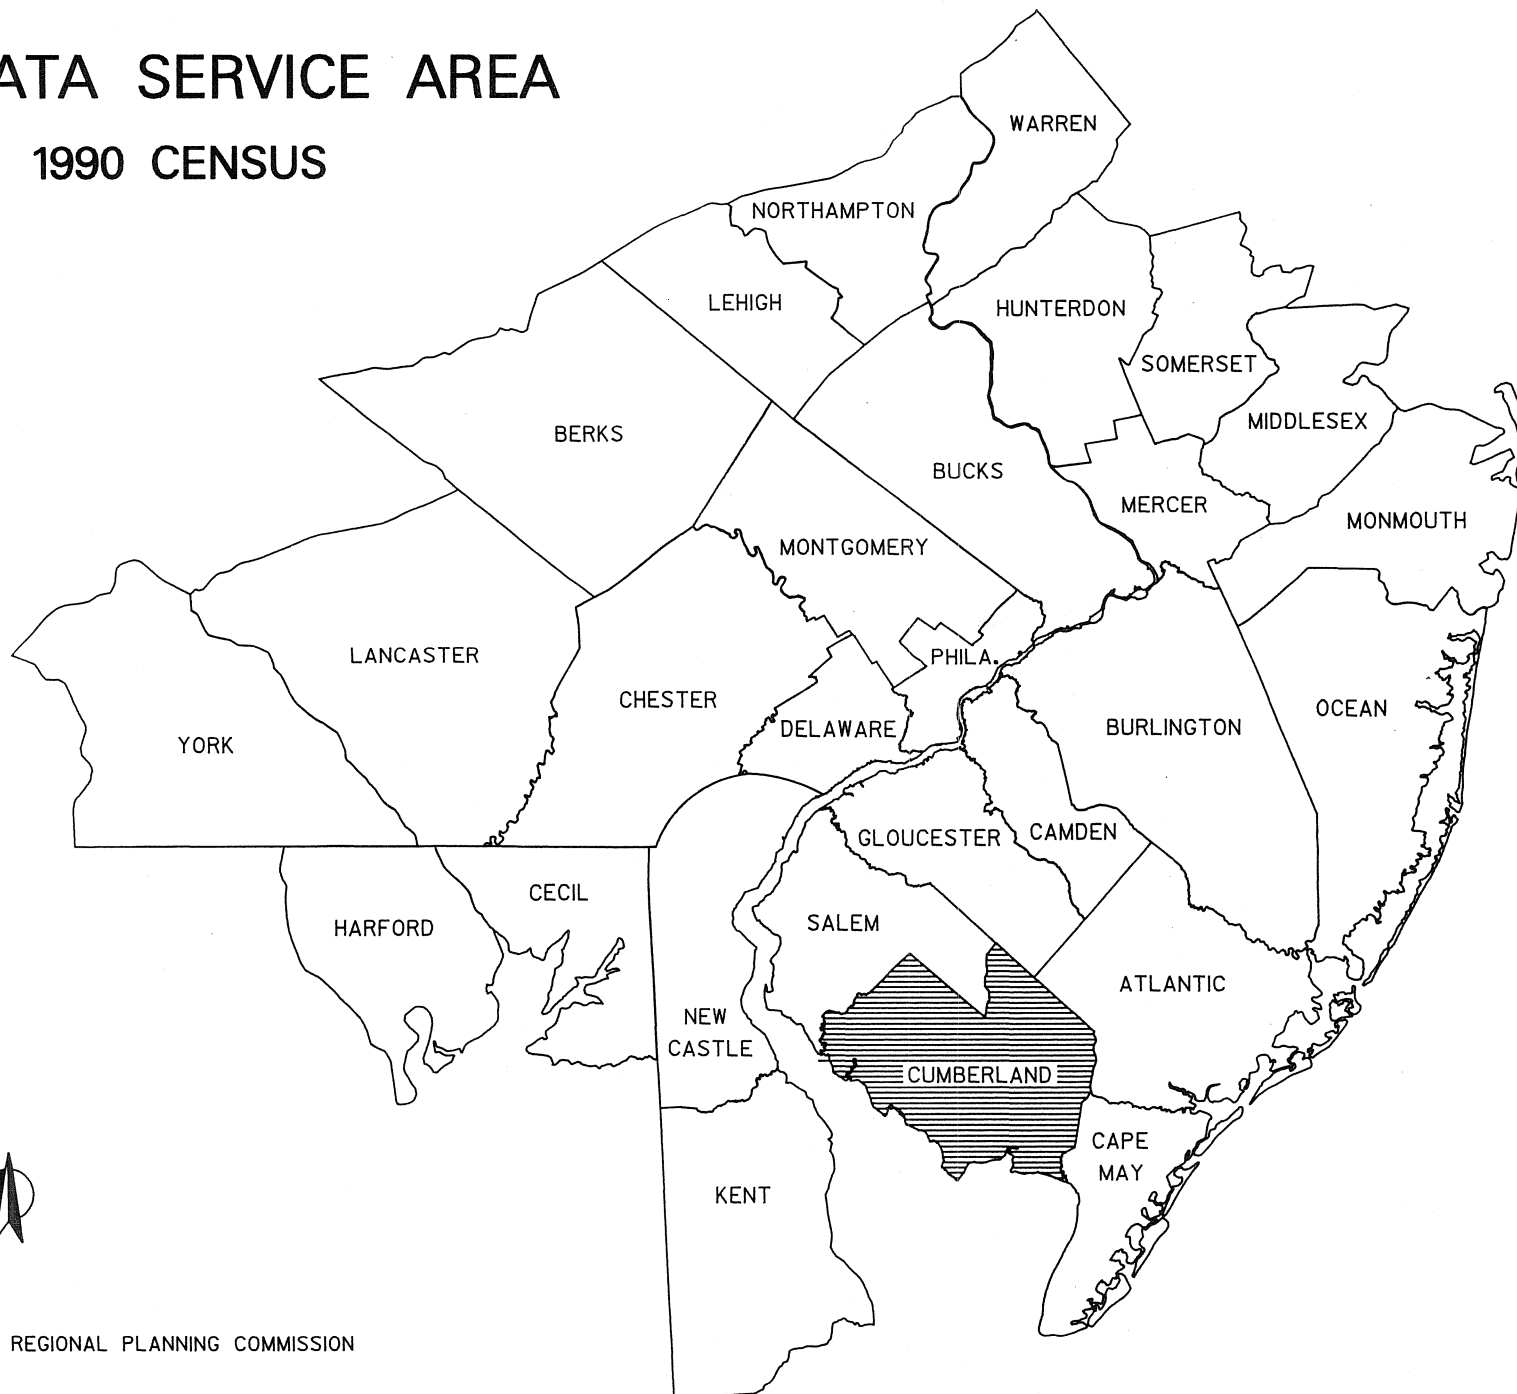 SERVICE AREA
1990 CENSUS
WARREN
NORTHAMPTON
LEHIGH
HUNTERDON
SOMERSET
MIDDLESEX
BERKS
BUCKS
MERCER
MONMOUTH
MONTGOMERY
LANCASTER
PHILA.
CHESTER
DELAWARE
BURLINGTON
OCEAN
YORK
GLOUCESTER
CAMDEN
CECIL
HARFORD
SALEM
ATLANTIC
NEW
CASTLE
CUMBERLAND
CAPE
MAY
KENT
REGIONAL PLANNING COMMISSION